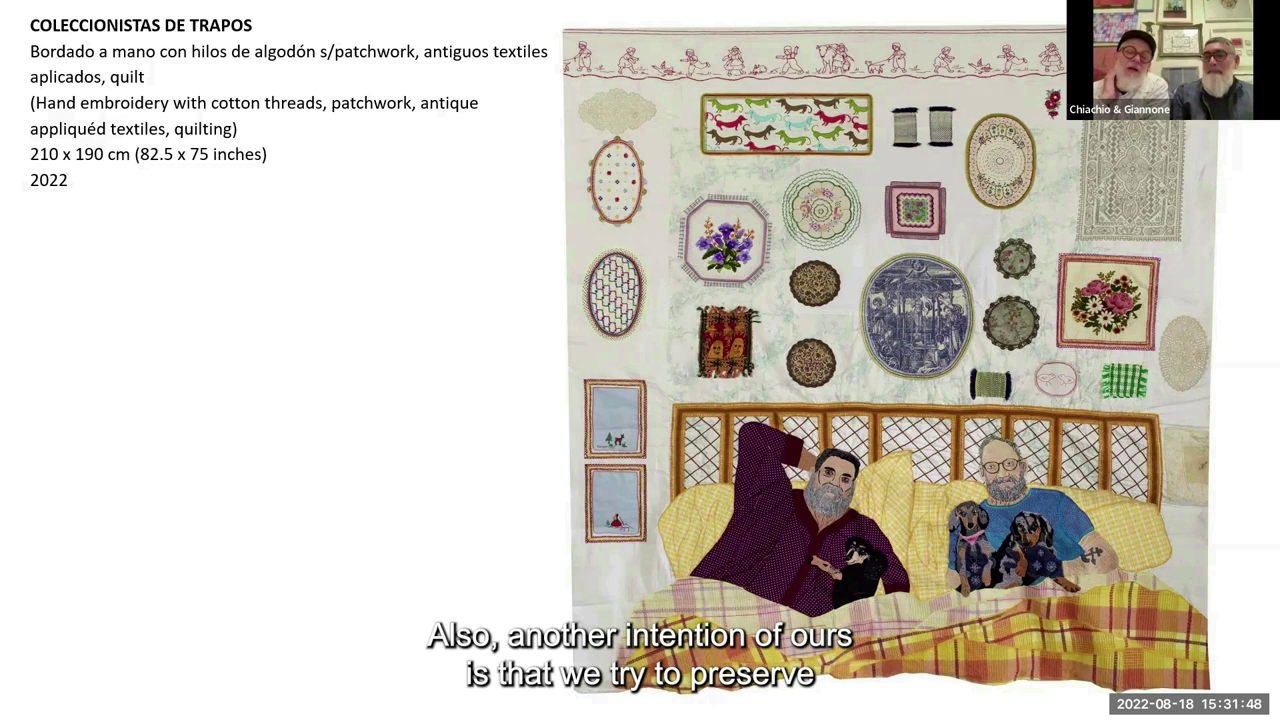 COLECCIONISTAS DE TRAPOS
Bordado a mano con hilos de algodón s/patchwork, antiguos textiles
aplicados, quilt
(Hand embroidery with cotton threads, patchwork, antique
appliquéd textiles, quilting)
210 x 190 cm (82.5 x 75 inches)
2022
Chiachio & Giannone
Also, another intention of ours
is that we try to preserve
2022-08-18 15:31:48